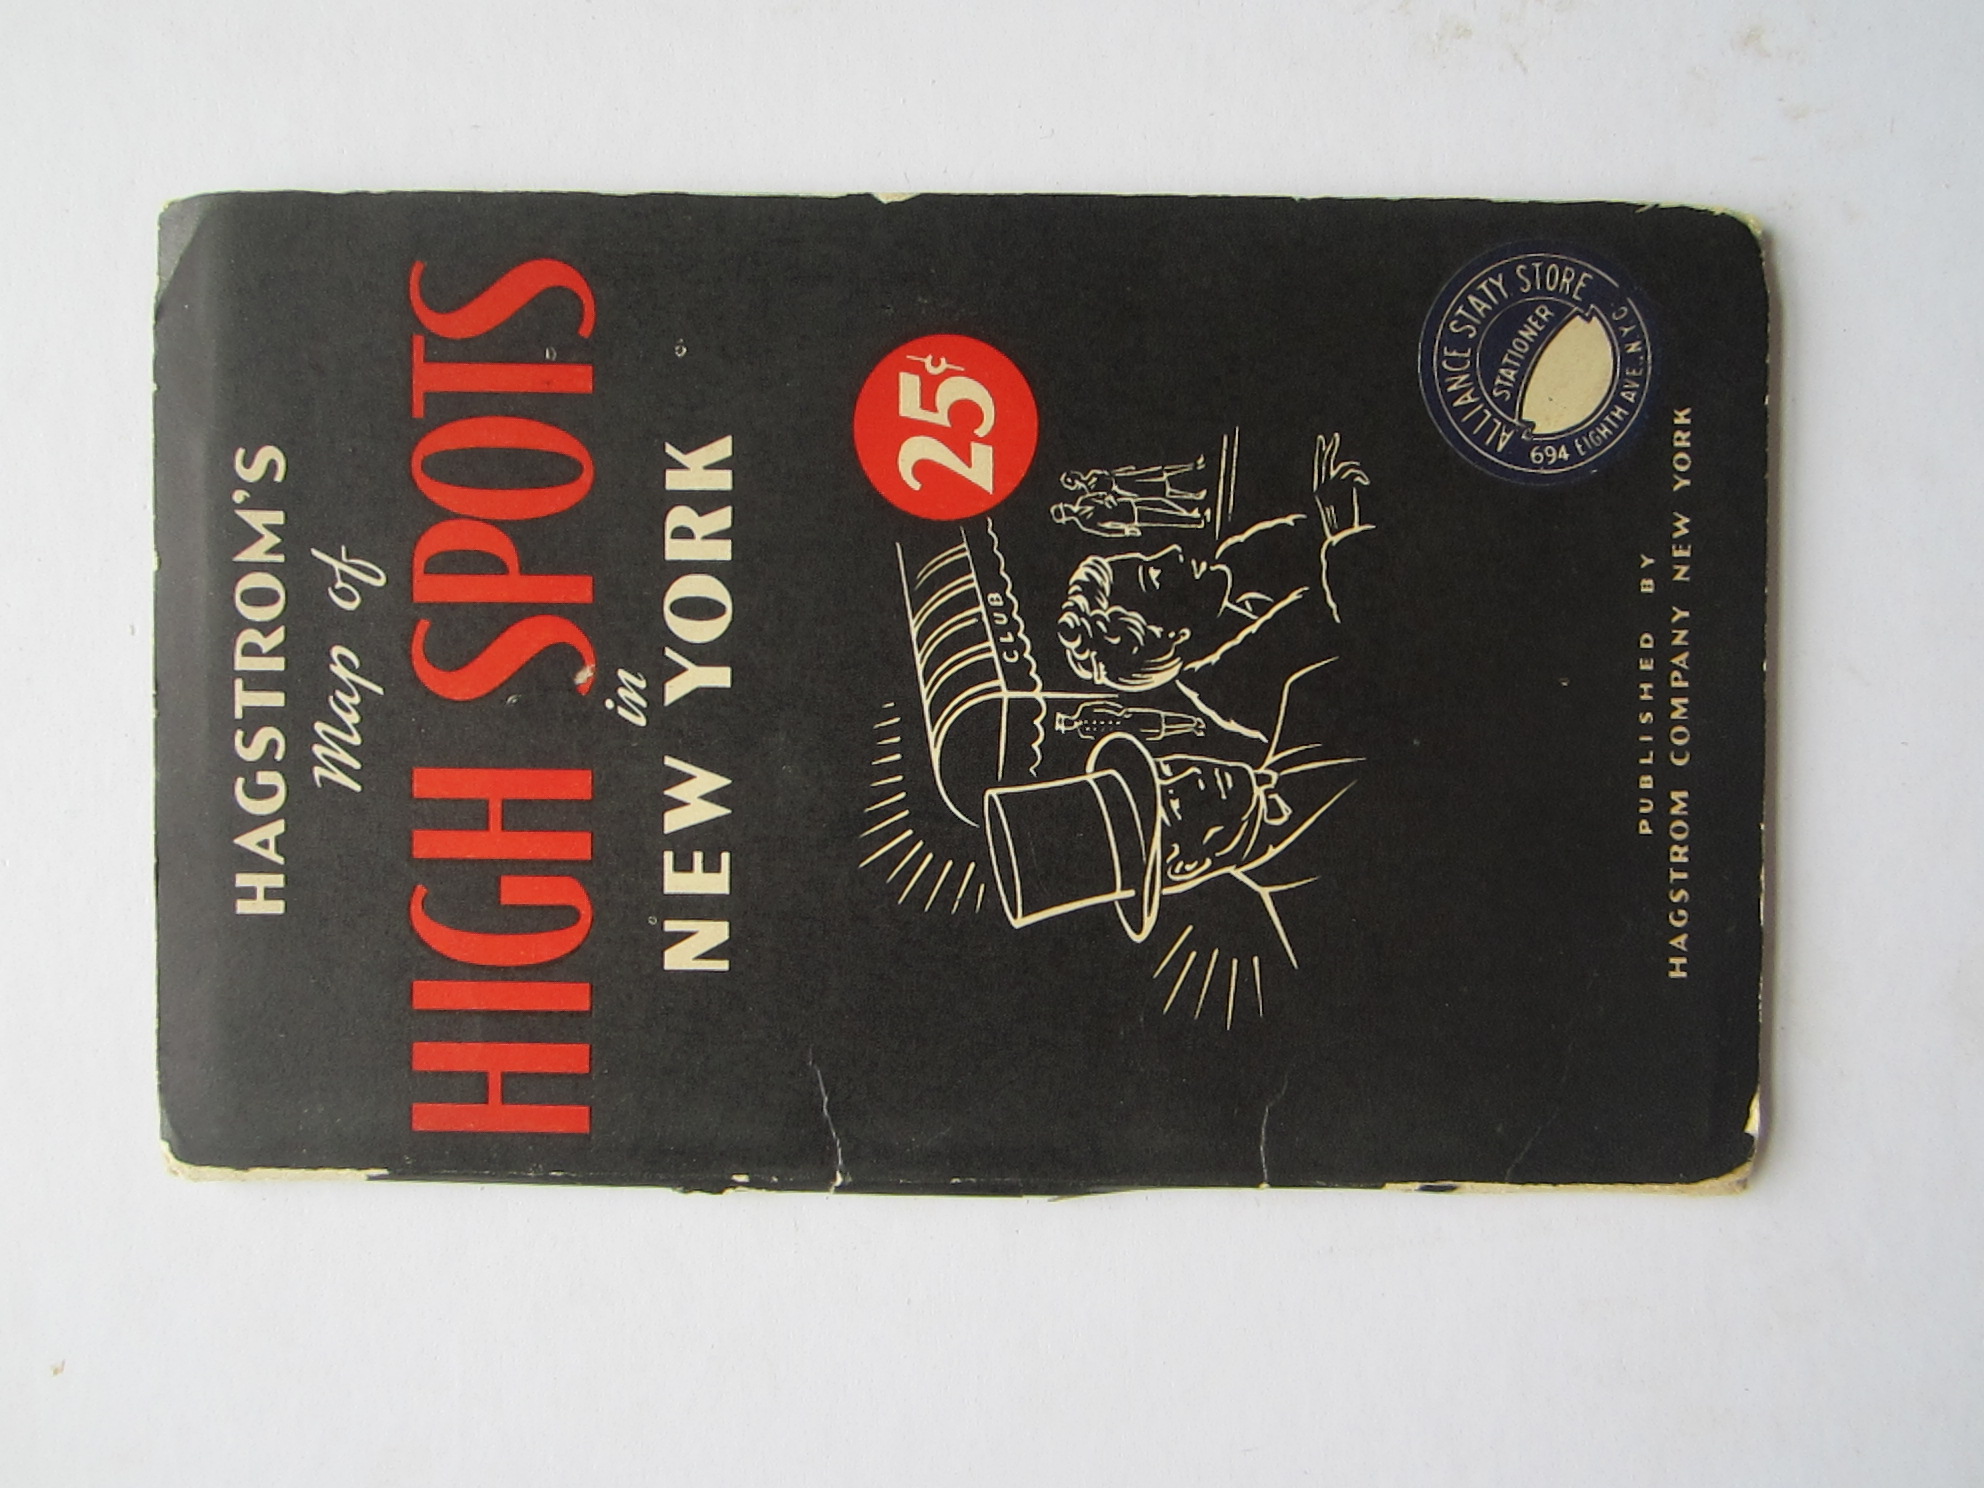 HAGSTROM'S
Map of
HIGH SPOTS
in
NEW YORK
25¢
CLUB
ALLIANCE STATY STORE
STATIONER
694 EIGHTH AVE. N.Y.C.
PUBLISHED BY
HAGSTROM COMPANY NEW YORK